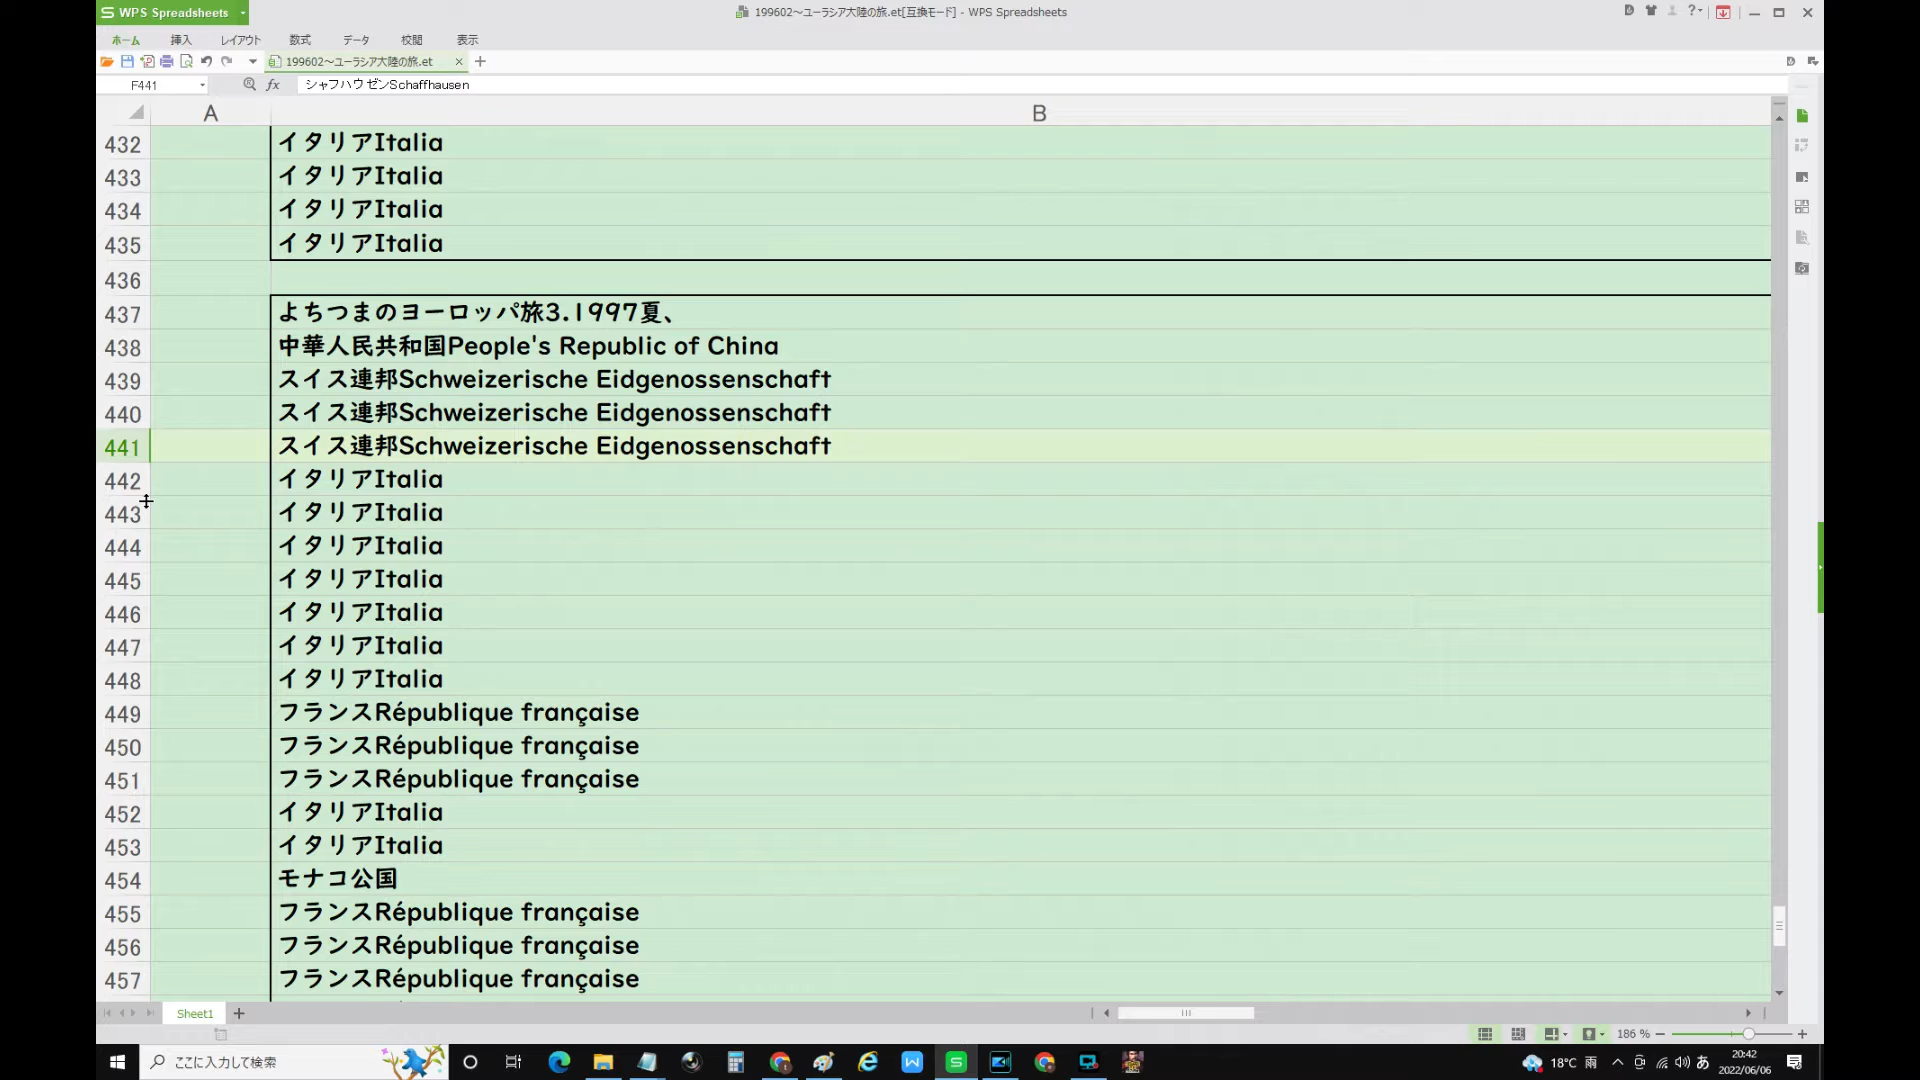 WPS Spreadsheets
199602～ユーラシア大陸の旅.et[互換モード] - WPS Spreadsheets
ホーム 挿入 レイアウト 数式 データ 校閲 表示
199602～ユーラシア大陸の旅.et
F441 fx シャフハウゼンSchaffhausen
A B
432 イタリアItalia
433 イタリアItalia
434 イタリアItalia
435 イタリアItalia
436
437 よちつまのヨーロッパ旅3.1997夏、
438 中華人民共和国People's Republic of China
439 スイス連邦Schweizerische Eidgenossenschaft
440 スイス連邦Schweizerische Eidgenossenschaft
441 スイス連邦Schweizerische Eidgenossenschaft
442 イタリアItalia
443 イタリアItalia
444 イタリアItalia
445 イタリアItalia
446 イタリアItalia
447 イタリアItalia
448 イタリアItalia
449 フランスRépublique française
450 フランスRépublique française
451 フランスRépublique française
452 イタリアItalia
453 イタリアItalia
454 モナコ公国
455 フランスRépublique française
456 フランスRépublique française
457 フランスRépublique française
Sheet1
186 %
ここに入力して検索
18°C 雨 あ 20:42
2022/06/06